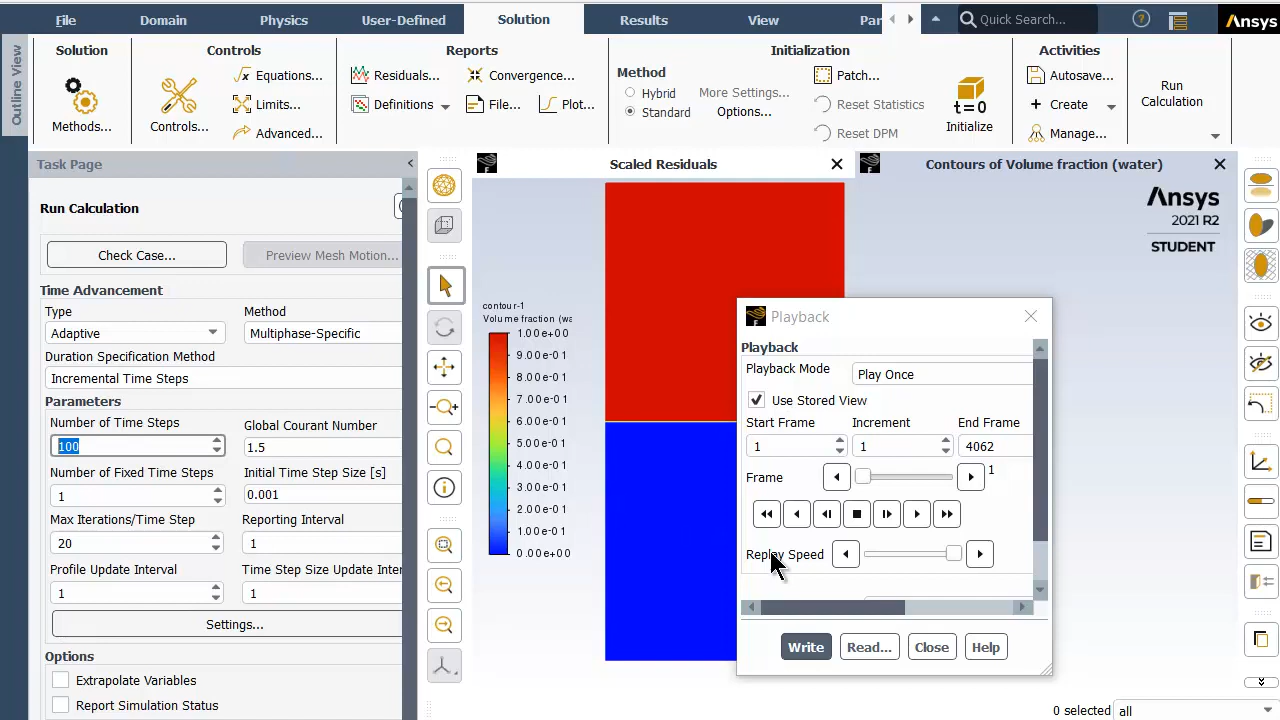 File
Domain
Physics
User-Defined
Solution
Results
View
Par
Quick Search...
Ansys
Outline View
Solution
Methods...
Controls
Controls...
Equations...
Limits...
Advanced...
Reports
Residuals...
Definitions
Convergence...
File...
Plot...
Initialization
Method
Hybrid
Standard
More Settings...
Options...
Patch...
Reset Statistics
Reset DPM
t=0
Initialize
Activities
Autosave...
Create
Manage...
Run
Calculation
Task Page
Run Calculation
Check Case...
Preview Mesh Motion...
Time Advancement
Type
Method
Adaptive
Multiphase-Specific
Duration Specification Method
Incremental Time Steps
Parameters
Number of Time Steps
Global Courant Number
100
1.5
Number of Fixed Time Steps
Initial Time Step Size [s]
1
0.001
Max Iterations/Time Step
Reporting Interval
20
1
Profile Update Interval
Time Step Size Update Inter
1
1
Settings...
Options
Extrapolate Variables
Report Simulation Status
Scaled Residuals
Contours of Volume fraction (water)
Ansys
2021 R2
STUDENT
contour-1
Volume fraction (wa
1.00e+00
9.00e-01
8.00e-01
7.00e-01
6.00e-01
5.00e-01
4.00e-01
3.00e-01
2.00e-01
1.00e-01
0.00e+00
Playback
Playback
Playback Mode
Play Once
Use Stored View
Start Frame
Increment
End Frame
1
1
4062
Frame
1
Replay Speed
Write
Read...
Close
Help
0 selected
all